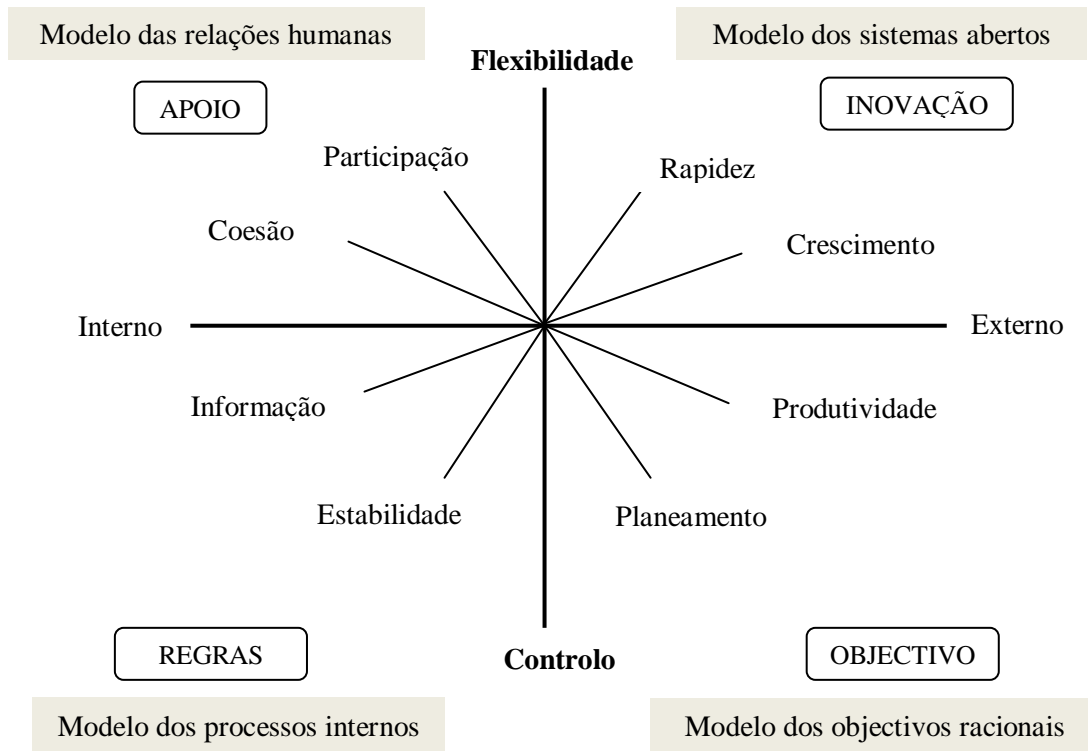 Modelo das relações humanas
Modelo dos sistemas abertos
Flexibilidade
APOIO
INOVAÇÃO
Participação
Rapidez
Coesão
Crescimento
Interno
Externo
Informação
Produtividade
Estabilidade
Planeamento
REGRAS
Controlo
OBJECTIVO
Modelo dos processos internos
Modelo dos objectivos racionais